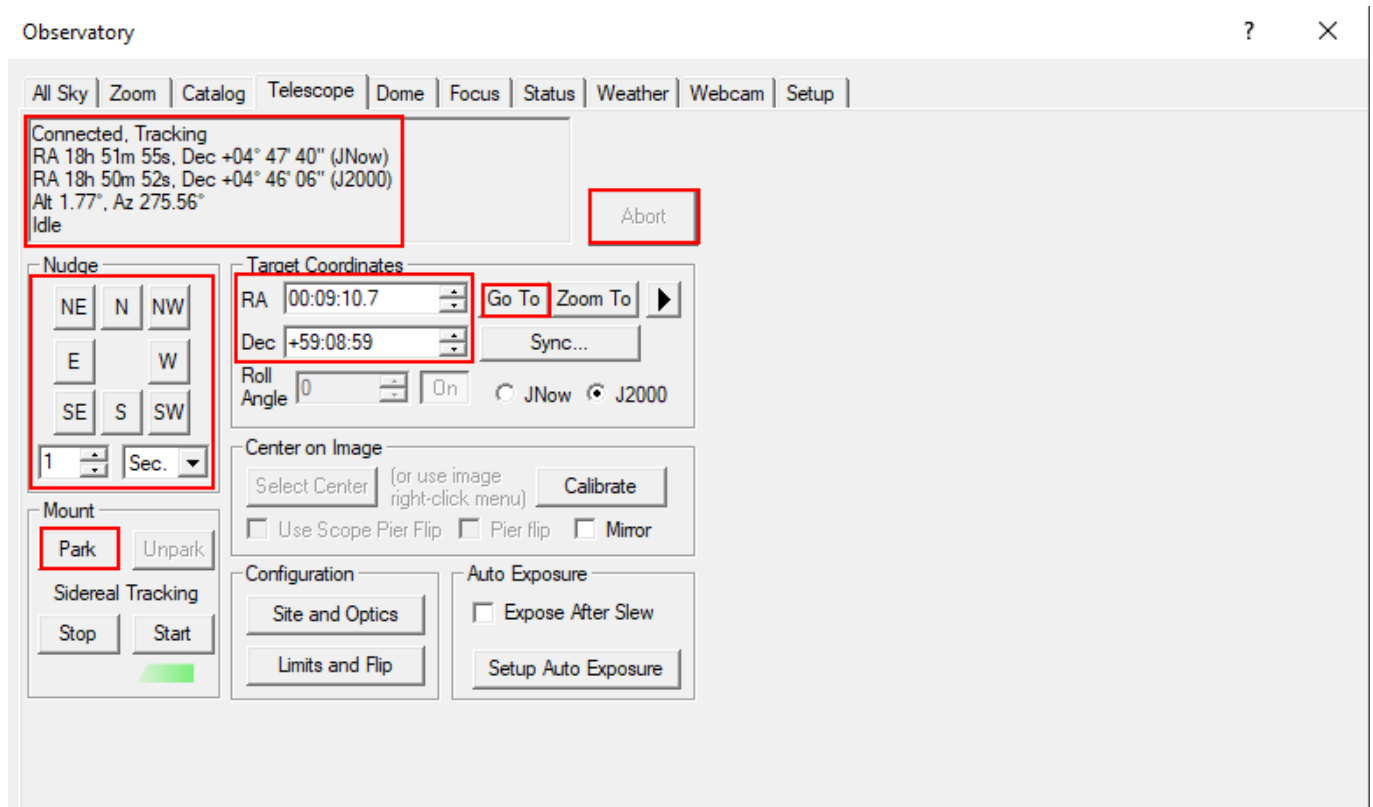 Observatory ? ×
All Sky Zoom Catalog Telescope Dome Focus Status Weather Webcam Setup
Connected, Tracking
RA 18h 51m 55s, Dec +04° 47' 40" (JNow)
RA 18h 50m 52s, Dec +04° 46' 06" (J2000)
Alt 1.77°, Az 275.56°
Idle
Abort
Nudge
NE N NW
E W
SE S SW
1 Sec.
Target Coordinates
RA 00:09:10.7 Go To Zoom To
Dec +59:08:59 Sync...
Roll
Angle 0 On JNow J2000
Center on Image
Select Center (or use image
right-click menu) Calibrate
Use Scope Pier Flip Pier flip Mirror
Mount
Park Unpark
Sidereal Tracking
Stop Start
Configuration
Site and Optics
Limits and Flip
Auto Exposure
Expose After Slew
Setup Auto Exposure